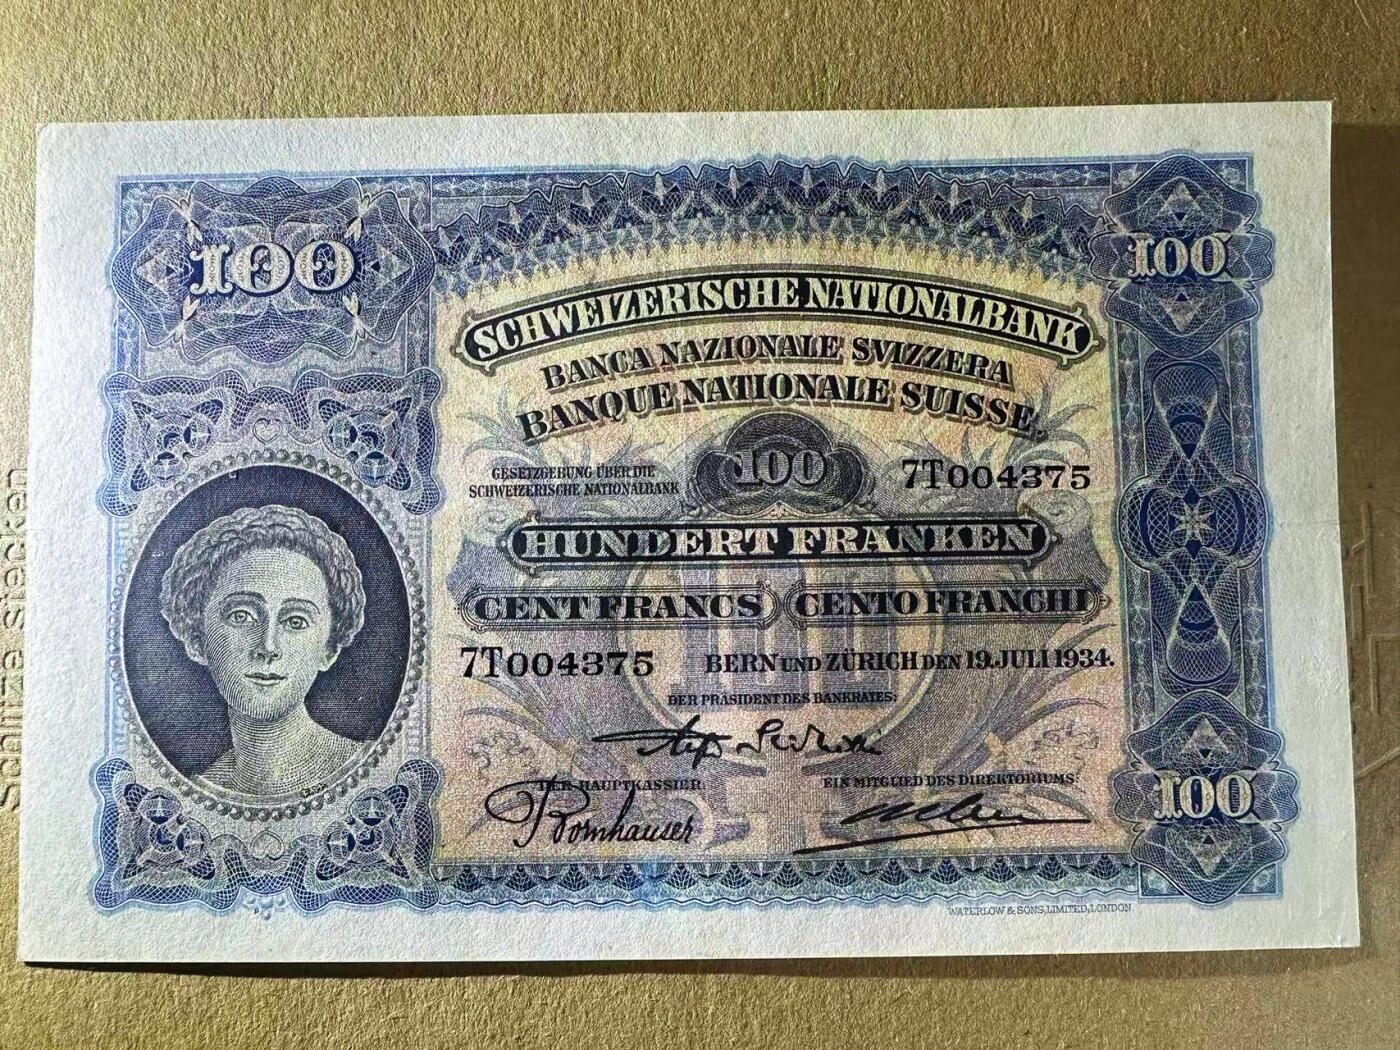 100
100
SCHWEIZERISCHE NATIONALBANK
BANCA NAZIONALE SVIZZERA
BANQUE NATIONALE SUISSE.
GESETZGEBUNG ÜBER DIE
SCHWEIZERISCHE NATIONALBANK
100
7T004375
HUNDERT FRANKEN
CENT FRANCS
CENTO FRANCHI
100
7T004375
BERN UND ZÜRICH DEN 19. JULI 1934.
DER PRÄSIDENT DES BANKRATES:
DER HAUPTKASSIER:
EIN MITGLIED DES DIREKTORIUMS:
Bornhauser
100
WATERLOW & SONS, LIMITED, LONDON